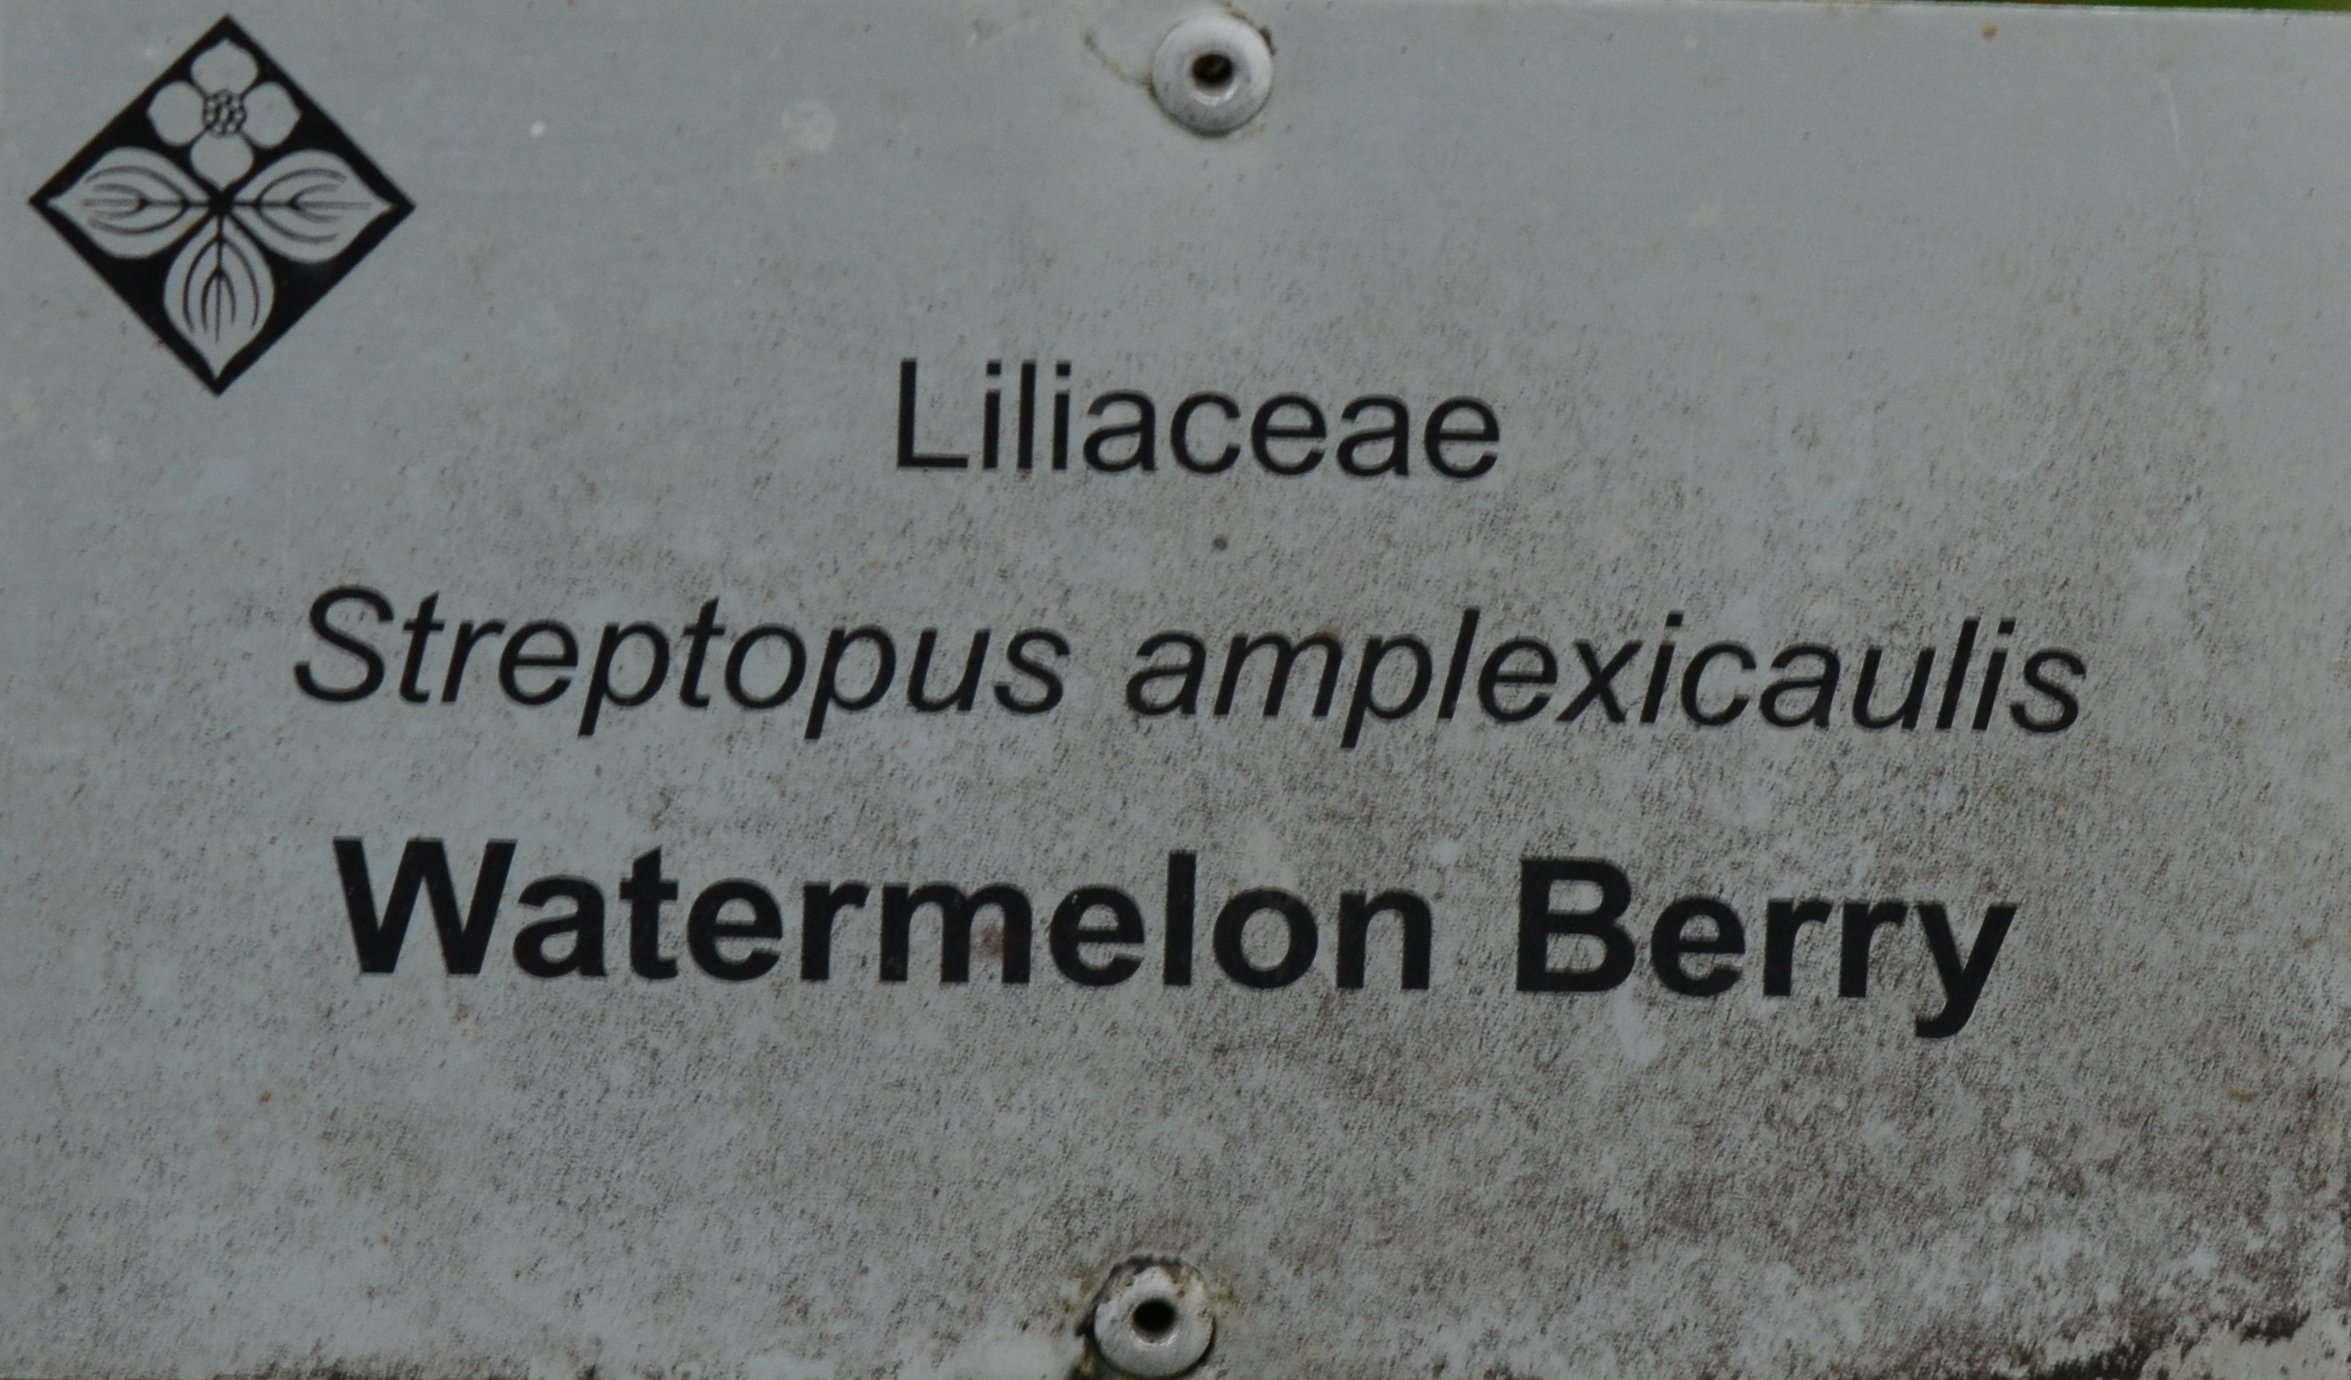 Liliaceae
Streptopus amplexicaulis
Watermelon Berry